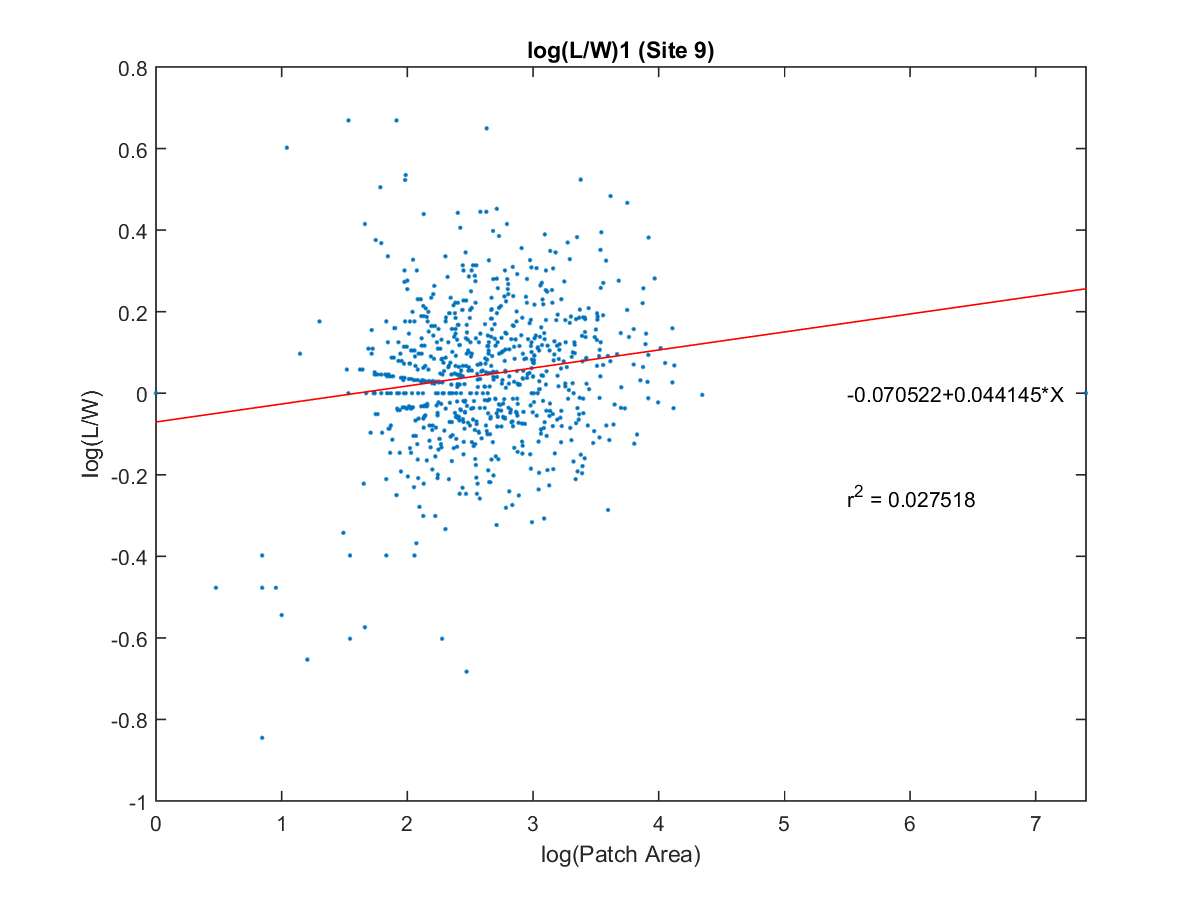 log(L/W)1 (Site 9)
0.8
0.6
0.4
0.2
0
-0.2
-0.4
-0.6
-0.8
-1
log(L/W)
-0.070522+0.044145*X
r² = 0.027518
0 1 2 3 4 5 6 7
log(Patch Area)